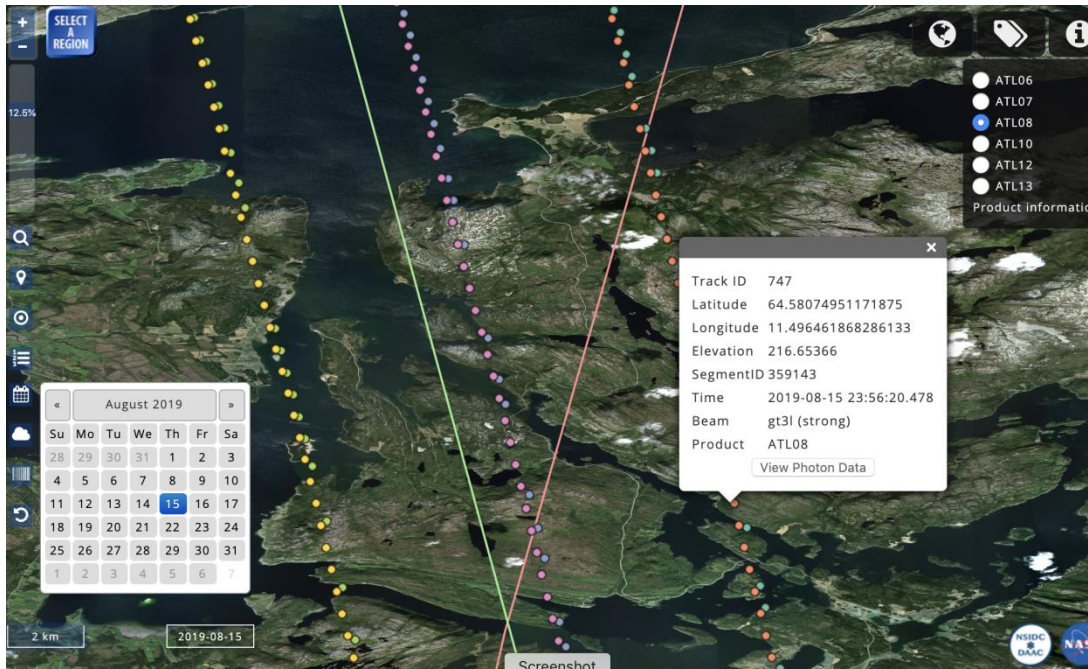 +
SELECT
A
REGION
−
12.5%
ATL06
ATL07
ATL08
ATL10
ATL12
ATL13
Product informatio
×
Track ID 747
Latitude 64.58074951171875
Longitude 11.496461868286133
Elevation 216.65366
SegmentID 359143
Time 2019-08-15 23:56:20.478
Beam gt3l (strong)
Product ATL08
View Photon Data
« August 2019 »
Su Mo Tu We Th Fr Sa
28 29 30 31 1 2 3
4 5 6 7 8 9 10
11 12 13 14 15 16 17
18 19 20 21 22 23 24
25 26 27 28 29 30 31
1 2 3 4 5 6 7
2 km
2019-08-15
Screenshot
NSIDC
DAAC
NAS